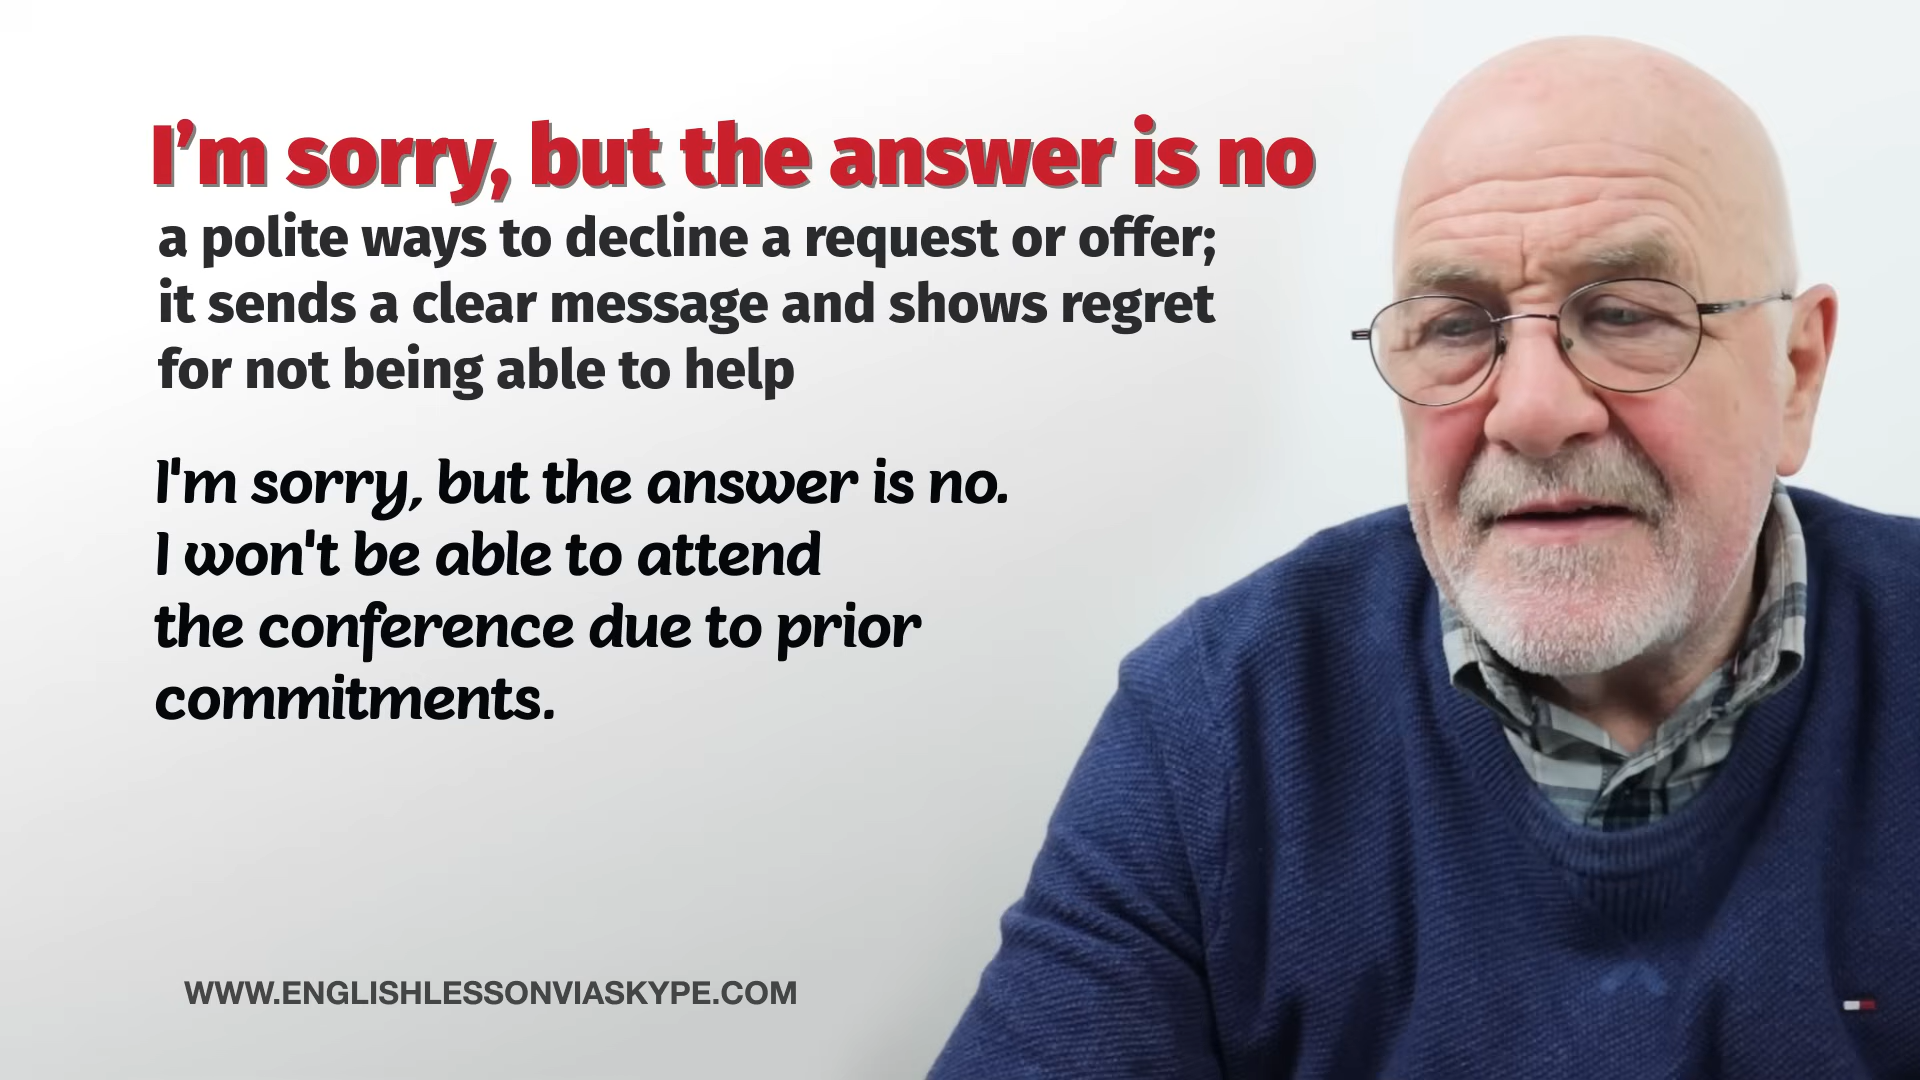 I’m sorry, but the answer is no
a polite ways to decline a request or offer;
it sends a clear message and shows regret
for not being able to help
I'm sorry, but the answer is no.
I won't be able to attend
the conference due to prior
commitments.
WWW.ENGLISHLESSONVIASKYPE.COM